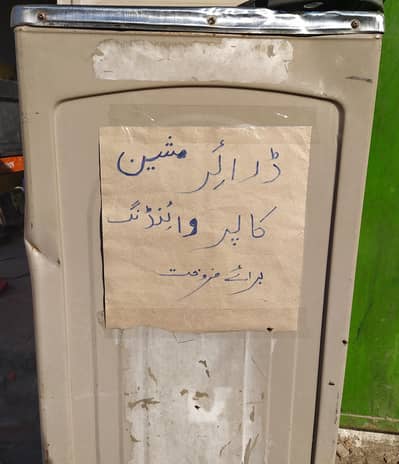 ڈرائر مشین
کاپر وائنڈنگ
برائے فروخت